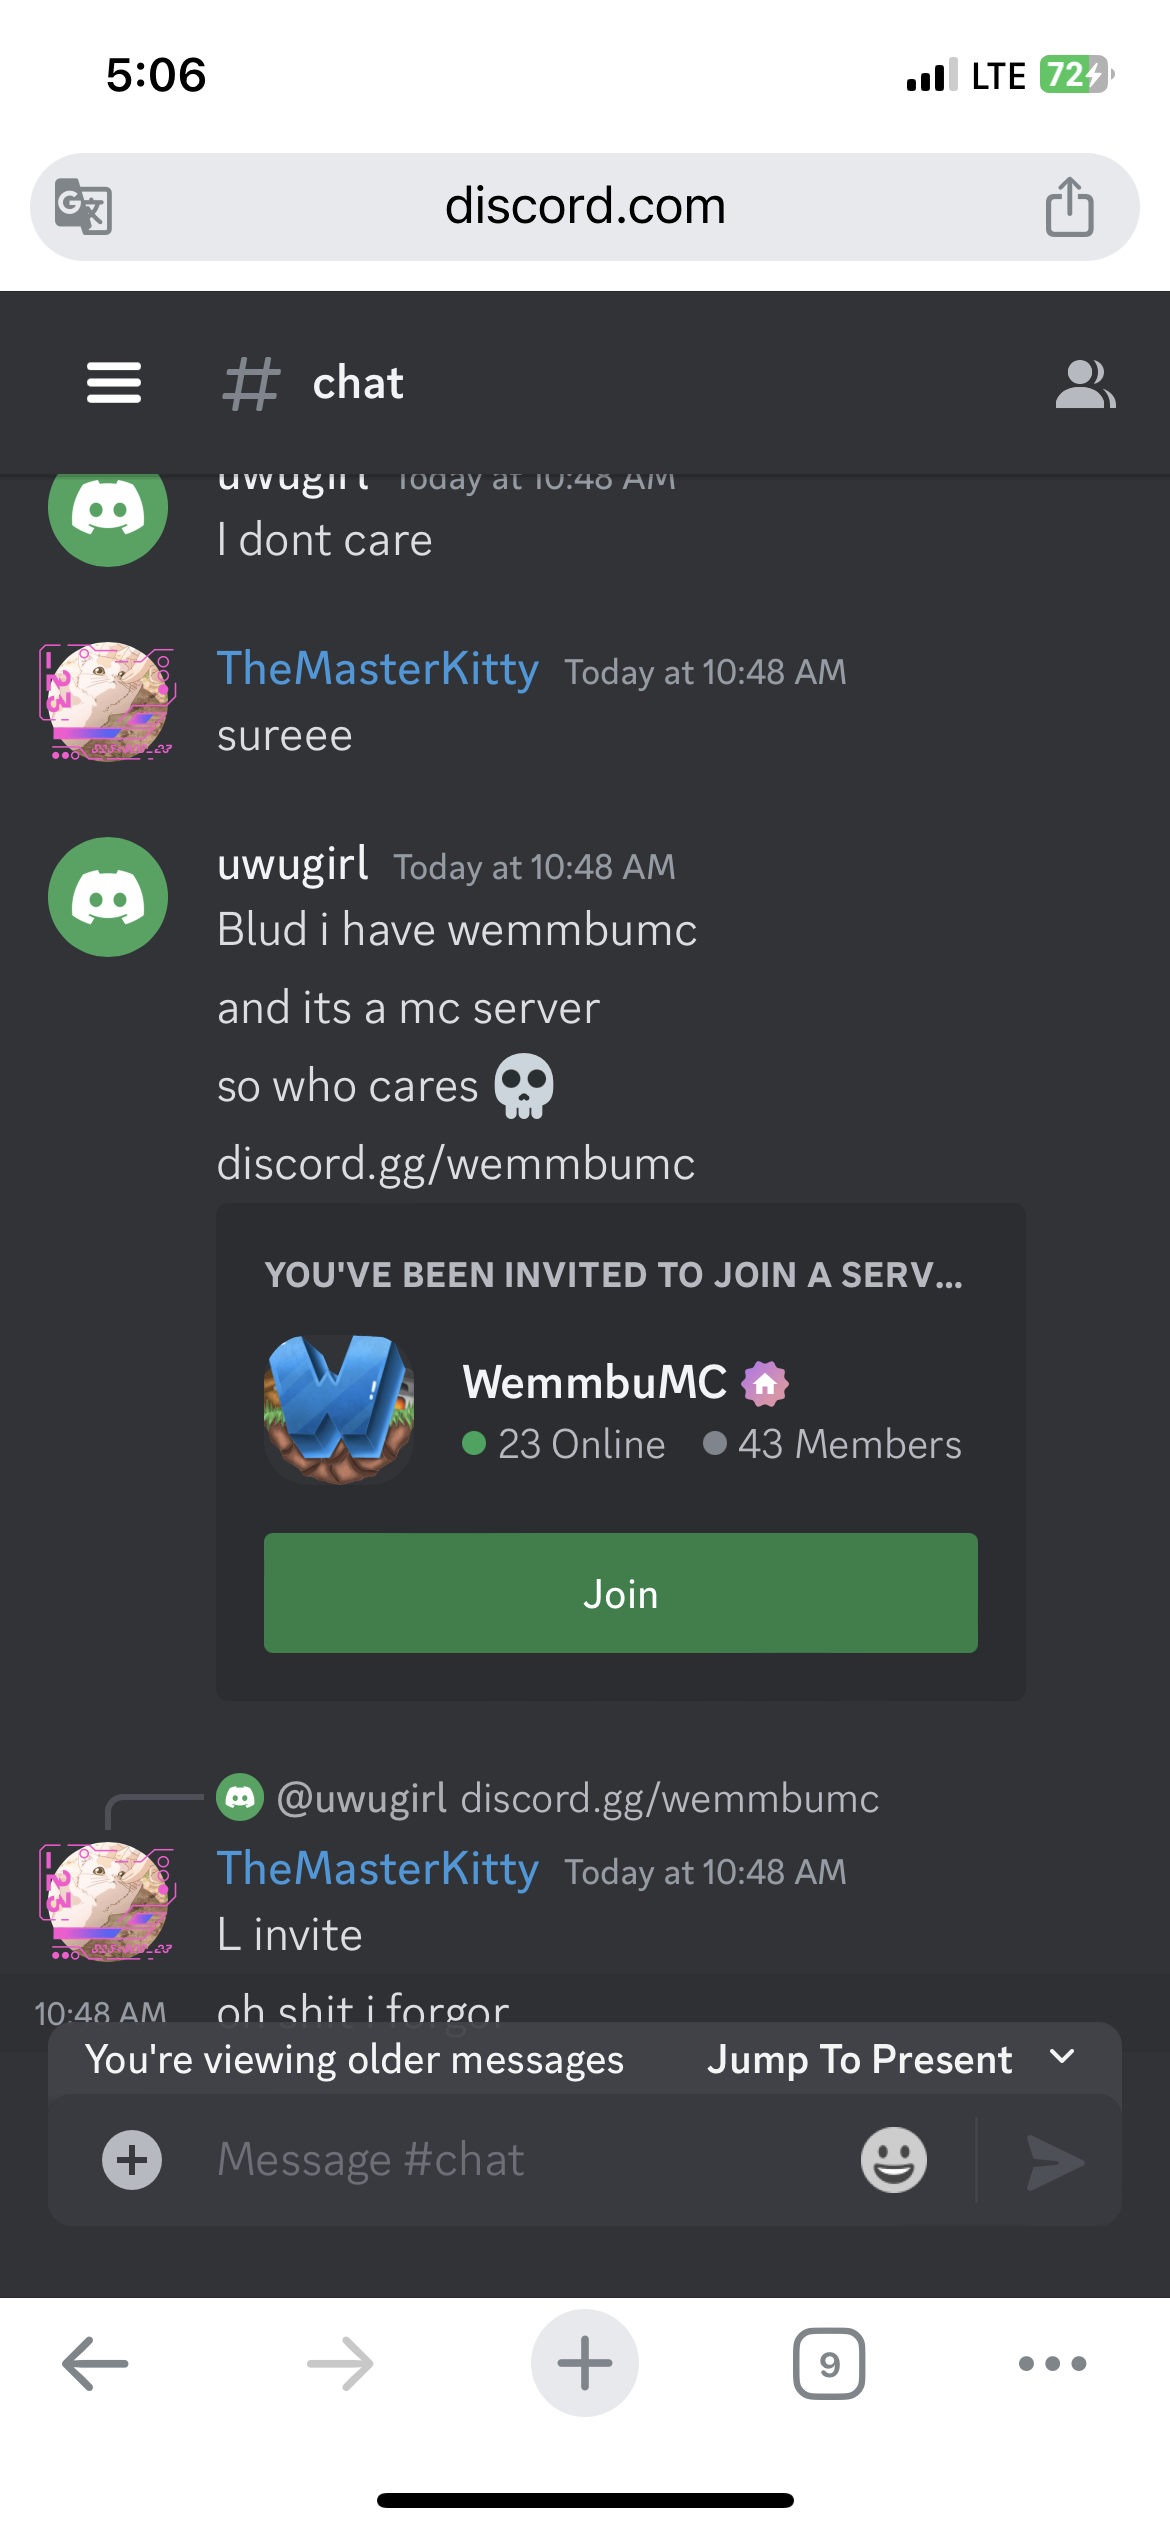 5:06
LTE 72
discord.com
# chat
uwugirl Today at 10:48 AM
I dont care
TheMasterKitty Today at 10:48 AM
sureee
uwugirl Today at 10:48 AM
Blud i have wemmbumc
and its a mc server
so who cares 💀
discord.gg/wemmbumc
YOU'VE BEEN INVITED TO JOIN A SERV...
WemmbuMC
23 Online 43 Members
Join
@uwugirl discord.gg/wemmbumc
TheMasterKitty Today at 10:48 AM
L invite
10:48 AM oh shit i forgor
You're viewing older messages Jump To Present
Message #chat
9